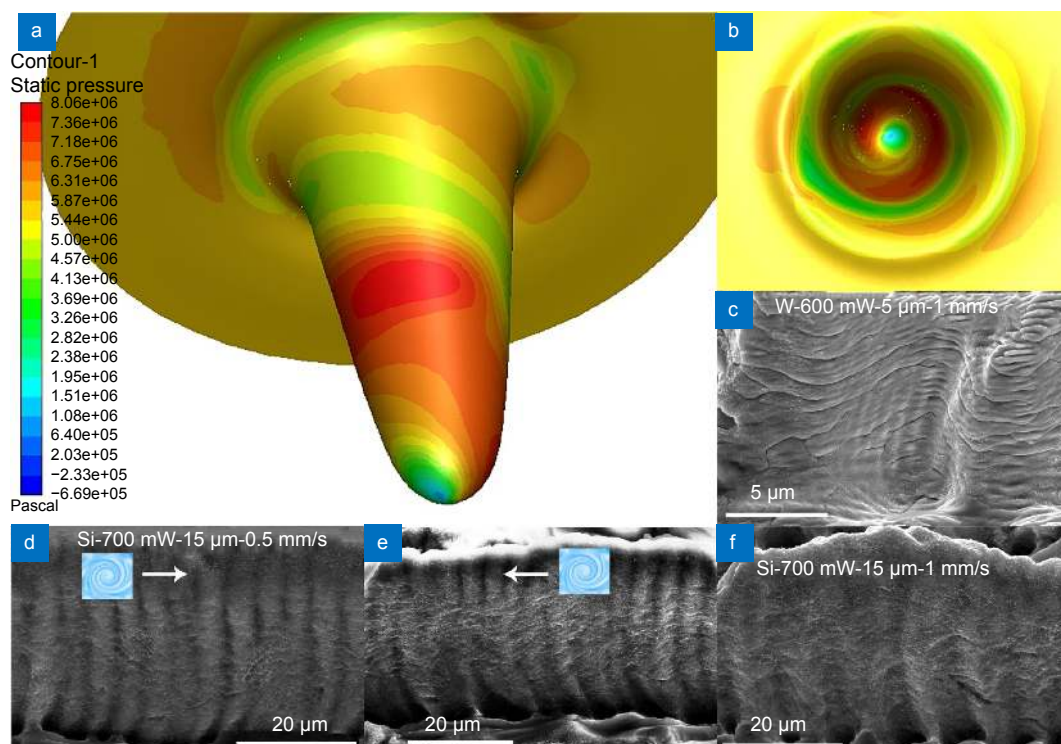 a
Contour-1
Static pressure
8.06e+06
7.36e+06
7.18e+06
6.75e+06
6.31e+06
5.87e+06
5.44e+06
5.00e+06
4.57e+06
4.13e+06
3.69e+06
3.26e+06
2.82e+06
2.38e+06
1.95e+06
1.51e+06
1.08e+06
6.40e+05
2.03e+05
−2.33e+05
−6.69e+05
Pascal
b
c
W-600 mW-5 μm-1 mm/s
5 μm
d
Si-700 mW-15 μm-0.5 mm/s
20 μm
e
20 μm
f
Si-700 mW-15 μm-1 mm/s
20 μm